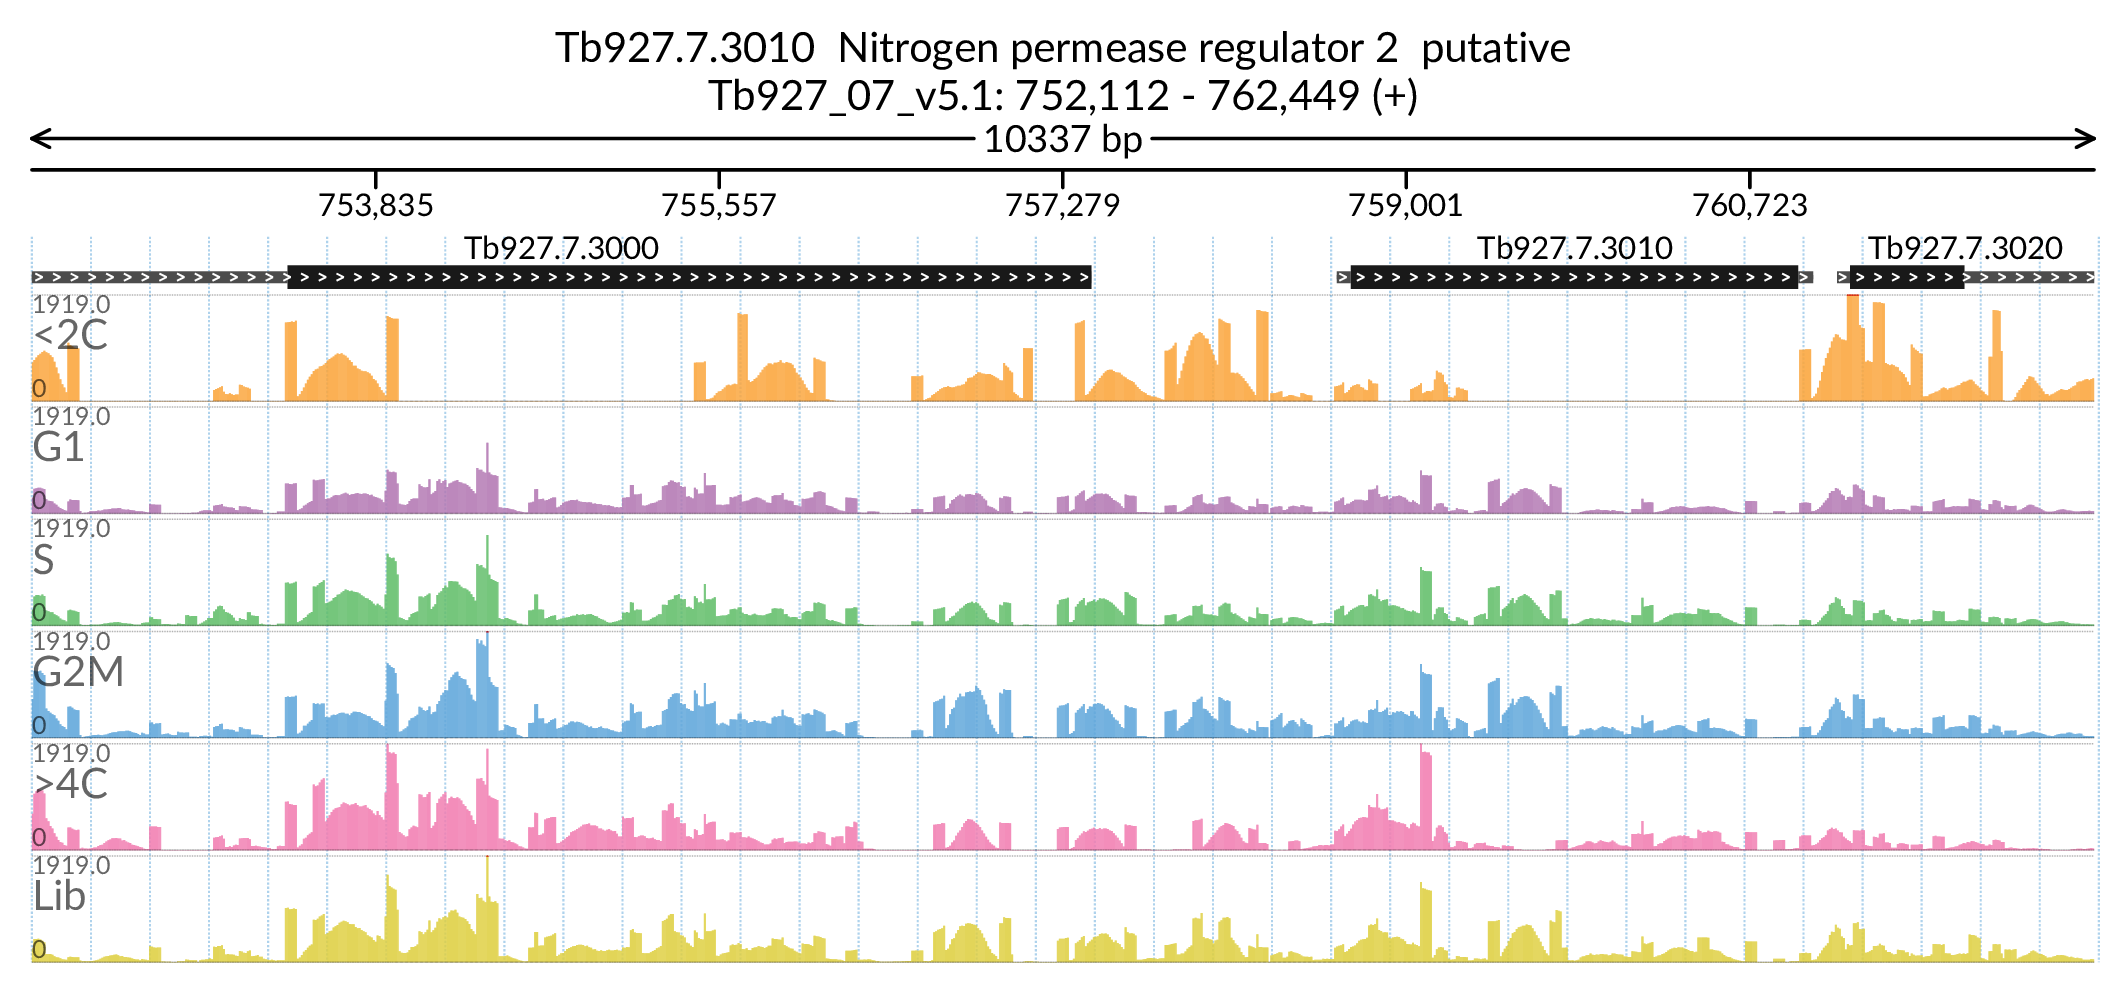 Tb927.7.3010  Nitrogen permease regulator 2  putative
Tb927_07_v5.1: 752,112 - 762,449 (+)
10337 bp
753,835 755,557 757,279 759,001 760,723
Tb927.7.3000 Tb927.7.3010 Tb927.7.3020
1919.0
<2C
0
1919.0
G1
0
1919.0
S
0
1919.0
G2M
0
1919.0
>4C
0
1919.0
Lib
0